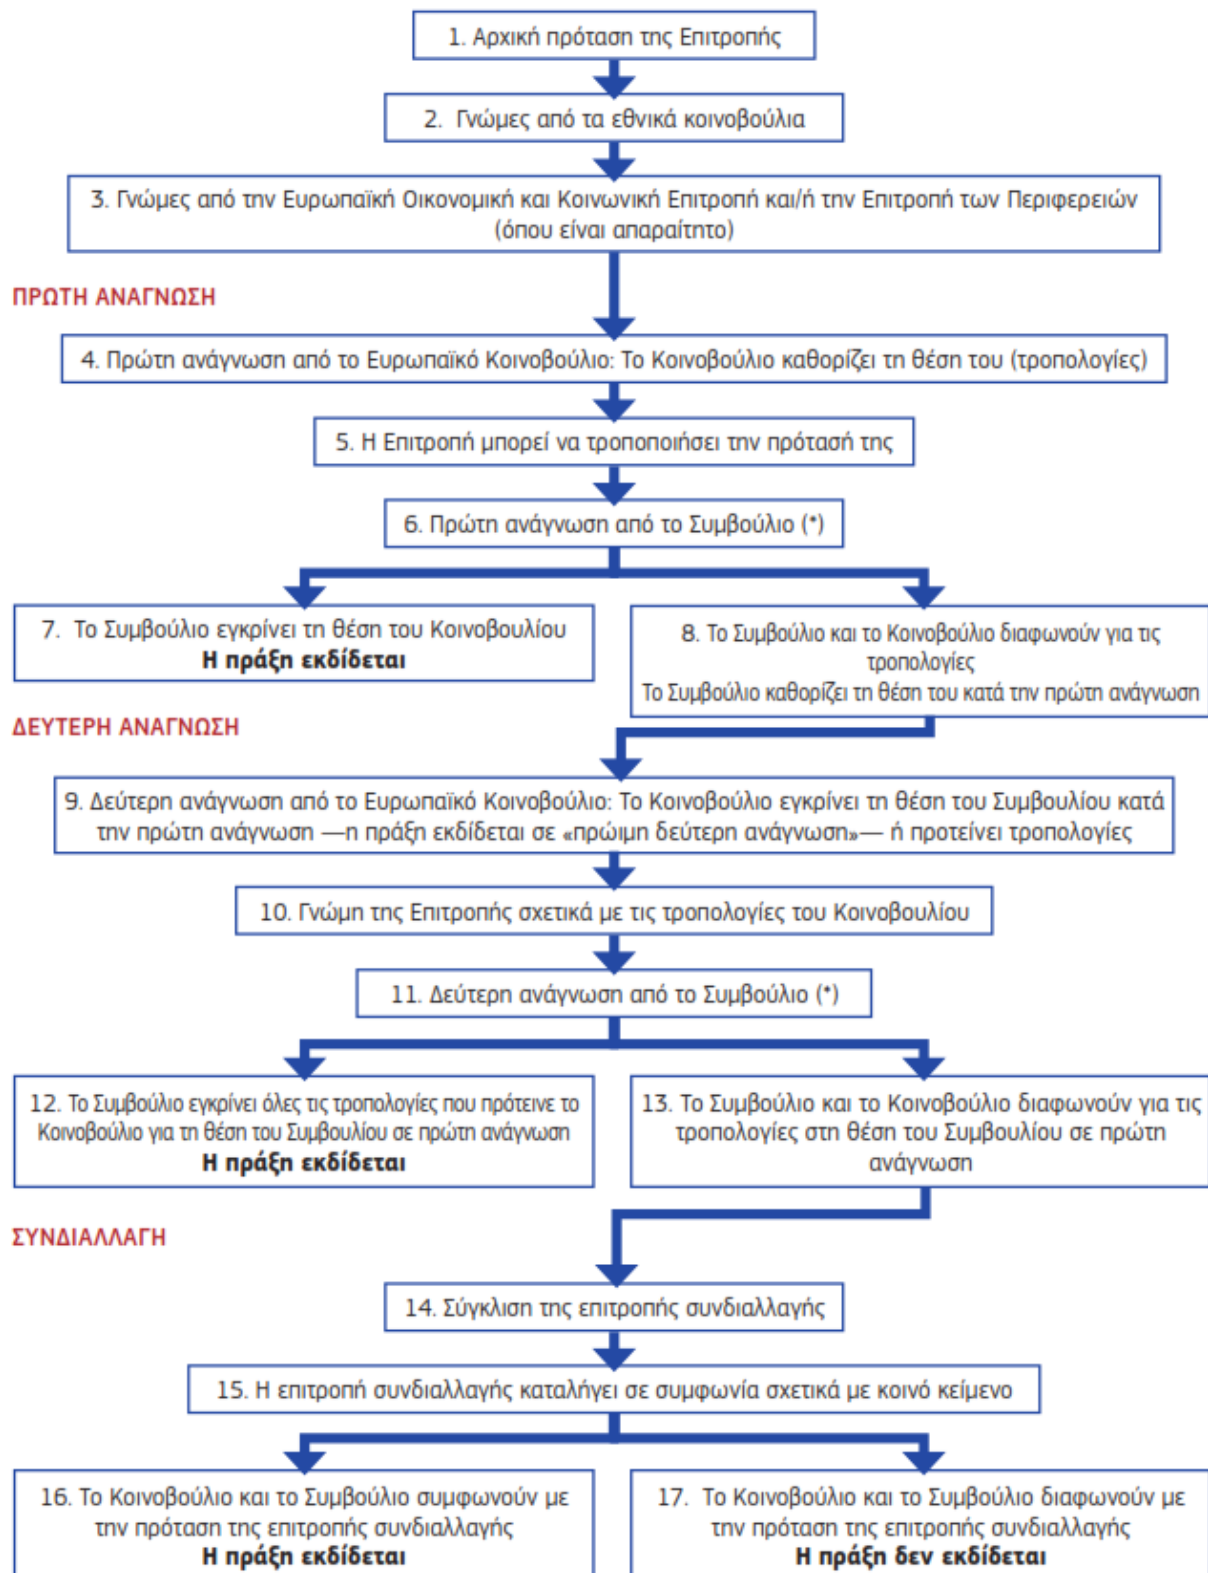 1. Αρχική πρόταση της Επιτροπής
2. Γνώμες από τα εθνικά κοινοβούλια
3. Γνώμες από την Ευρωπαϊκή Οικονομική και Κοινωνική Επιτροπή και/ή την Επιτροπή των Περιφερειών
(όπου είναι απαραίτητο)
ΠΡΩΤΗ ΑΝΑΓΝΩΣΗ
4. Πρώτη ανάγνωση από το Ευρωπαϊκό Κοινοβούλιο: Το Κοινοβούλιο καθορίζει τη θέση του (τροπολογίες)
5. Η Επιτροπή μπορεί να τροποποιήσει την πρότασή της
6. Πρώτη ανάγνωση από το Συμβούλιο (*)
7. Το Συμβούλιο εγκρίνει τη θέση του Κοινοβουλίου
Η πράξη εκδίδεται
8. Το Συμβούλιο και το Κοινοβούλιο διαφωνούν για τις
τροπολογίες
Το Συμβούλιο καθορίζει τη θέση του κατά την πρώτη ανάγνωση
ΔΕΥΤΕΡΗ ΑΝΑΓΝΩΣΗ
9. Δεύτερη ανάγνωση από το Ευρωπαϊκό Κοινοβούλιο: Το Κοινοβούλιο εγκρίνει τη θέση του Συμβουλίου κατά
την πρώτη ανάγνωση —η πράξη εκδίδεται σε «πρώιμη δεύτερη ανάγνωση»— ή προτείνει τροπολογίες
10. Γνώμη της Επιτροπής σχετικά με τις τροπολογίες του Κοινοβουλίου
11. Δεύτερη ανάγνωση από το Συμβούλιο (*)
12. Το Συμβούλιο εγκρίνει όλες τις τροπολογίες που πρότεινε το
Κοινοβούλιο για τη θέση του Συμβουλίου σε πρώτη ανάγνωση
Η πράξη εκδίδεται
13. Το Συμβούλιο και το Κοινοβούλιο διαφωνούν για τις
τροπολογίες στη θέση του Συμβουλίου σε πρώτη
ανάγνωση
ΣΥΝΔΙΑΛΛΑΓΗ
14. Σύγκλιση της επιτροπής συνδιαλλαγής
15. Η επιτροπή συνδιαλλαγής καταλήγει σε συμφωνία σχετικά με κοινό κείμενο
16. Το Κοινοβούλιο και το Συμβούλιο συμφωνούν με
την πρόταση της επιτροπής συνδιαλλαγής
Η πράξη εκδίδεται
17. Το Κοινοβούλιο και το Συμβούλιο διαφωνούν με
την πρόταση της επιτροπής συνδιαλλαγής
Η πράξη δεν εκδίδεται